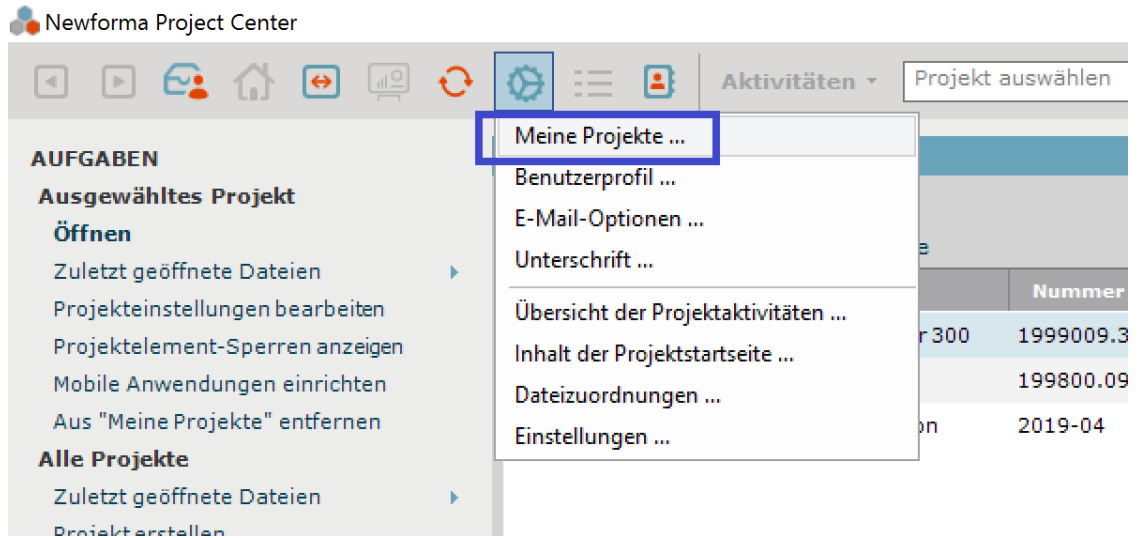 Newforma Project Center
Aktivitäten
Projekt auswählen
AUFGABEN
Ausgewähltes Projekt
Öffnen
Zuletzt geöffnete Dateien
Projekteinstellungen bearbeiten
Projektelement-Sperren anzeigen
Mobile Anwendungen einrichten
Aus "Meine Projekte" entfernen
Alle Projekte
Zuletzt geöffnete Dateien
Projekt erstellen
Meine Projekte ...
Benutzerprofil ...
E-Mail-Optionen ...
Unterschrift ...
Übersicht der Projektaktivitäten ...
Inhalt der Projektstartseite ...
Dateizuordnungen ...
Einstellungen ...
Nummer
300 1999009.3
199800.09
2019-04